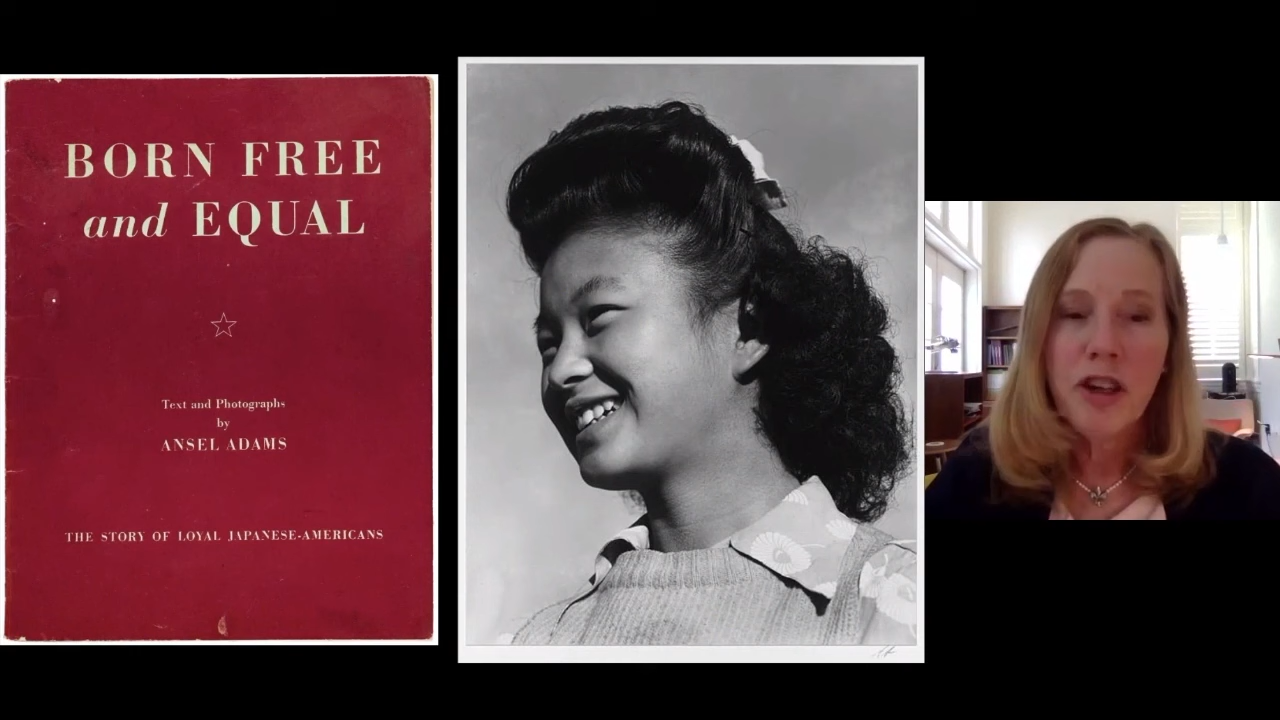 BORN FREE
and EQUAL
Text and Photographs
by
ANSEL ADAMS
THE STORY OF LOYAL JAPANESE-AMERICANS